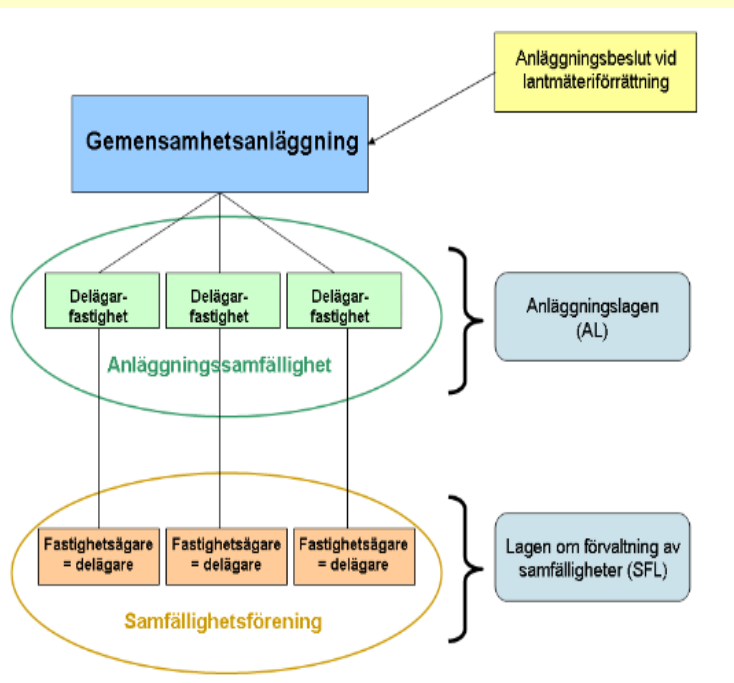 Anläggningsbeslut vid
lantmäteriförrättning
Gemensamhetsanläggning
Delägar-
fastighet
Delägar-
fastighet
Delägar-
fastighet
Anläggningssamfällighet
Anläggningslagen
(AL)
Fastighetsägare
= delägare
Fastighetsägare
= delägare
Fastighetsägare
= delägare
Samfällighetsförening
Lagen om förvaltning av
samfälligheter (SFL)